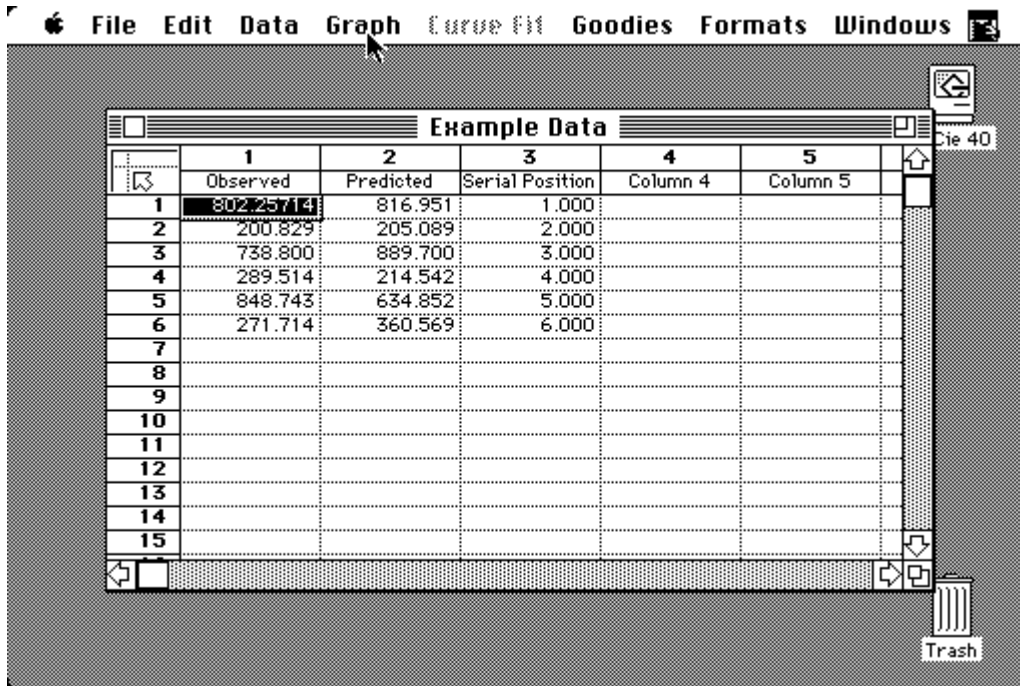 File Edit Data Graph Curve Fit Goodies Formats Windows
Example Data
Cie 40
1 2 3 4 5
Observed Predicted Serial Position Column 4 Column 5
1 802.25714 816.951 1.000
2 200.829 205.089 2.000
3 738.800 889.700 3.000
4 289.514 214.542 4.000
5 848.743 634.852 5.000
6 271.714 360.569 6.000
7
8
9
10
11
12
13
14
15
Trash